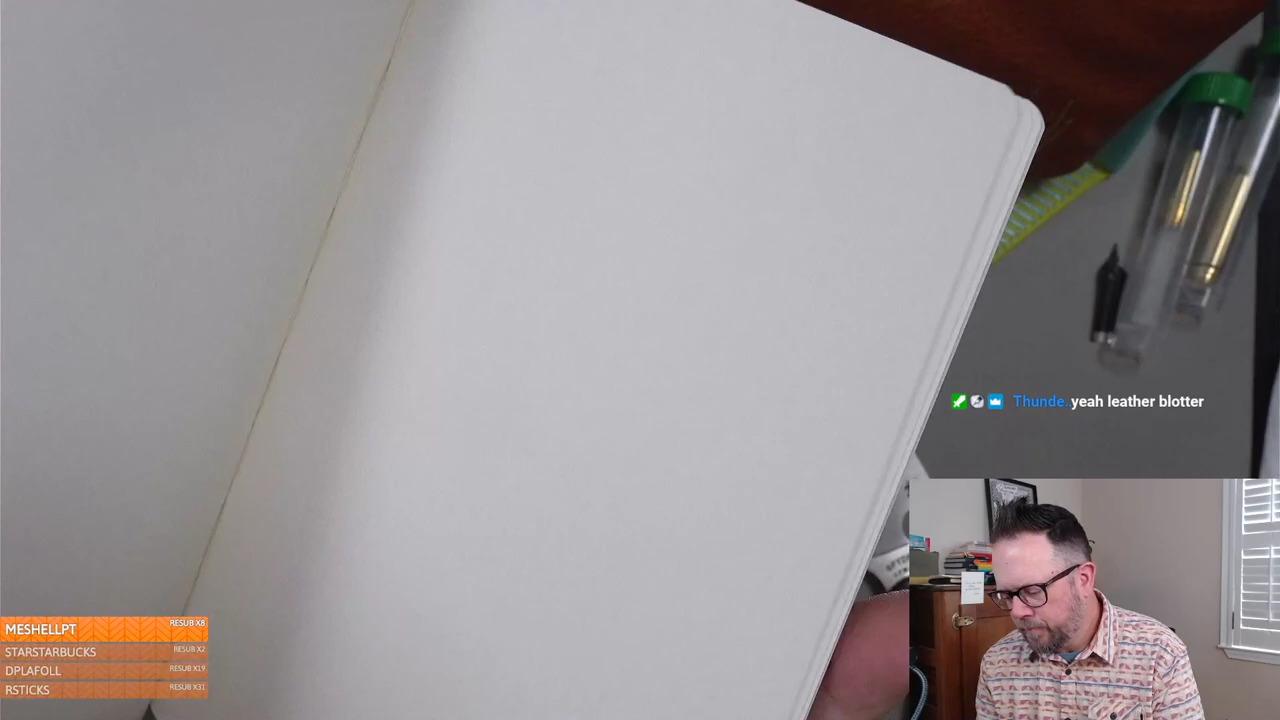 Thunde..yeah leather blotter
MESHELLPT RESUB X8
STARSTARBUCKS RESUB X2
DPLAFOLL RESUB X19
RSTICKS RESUB X31